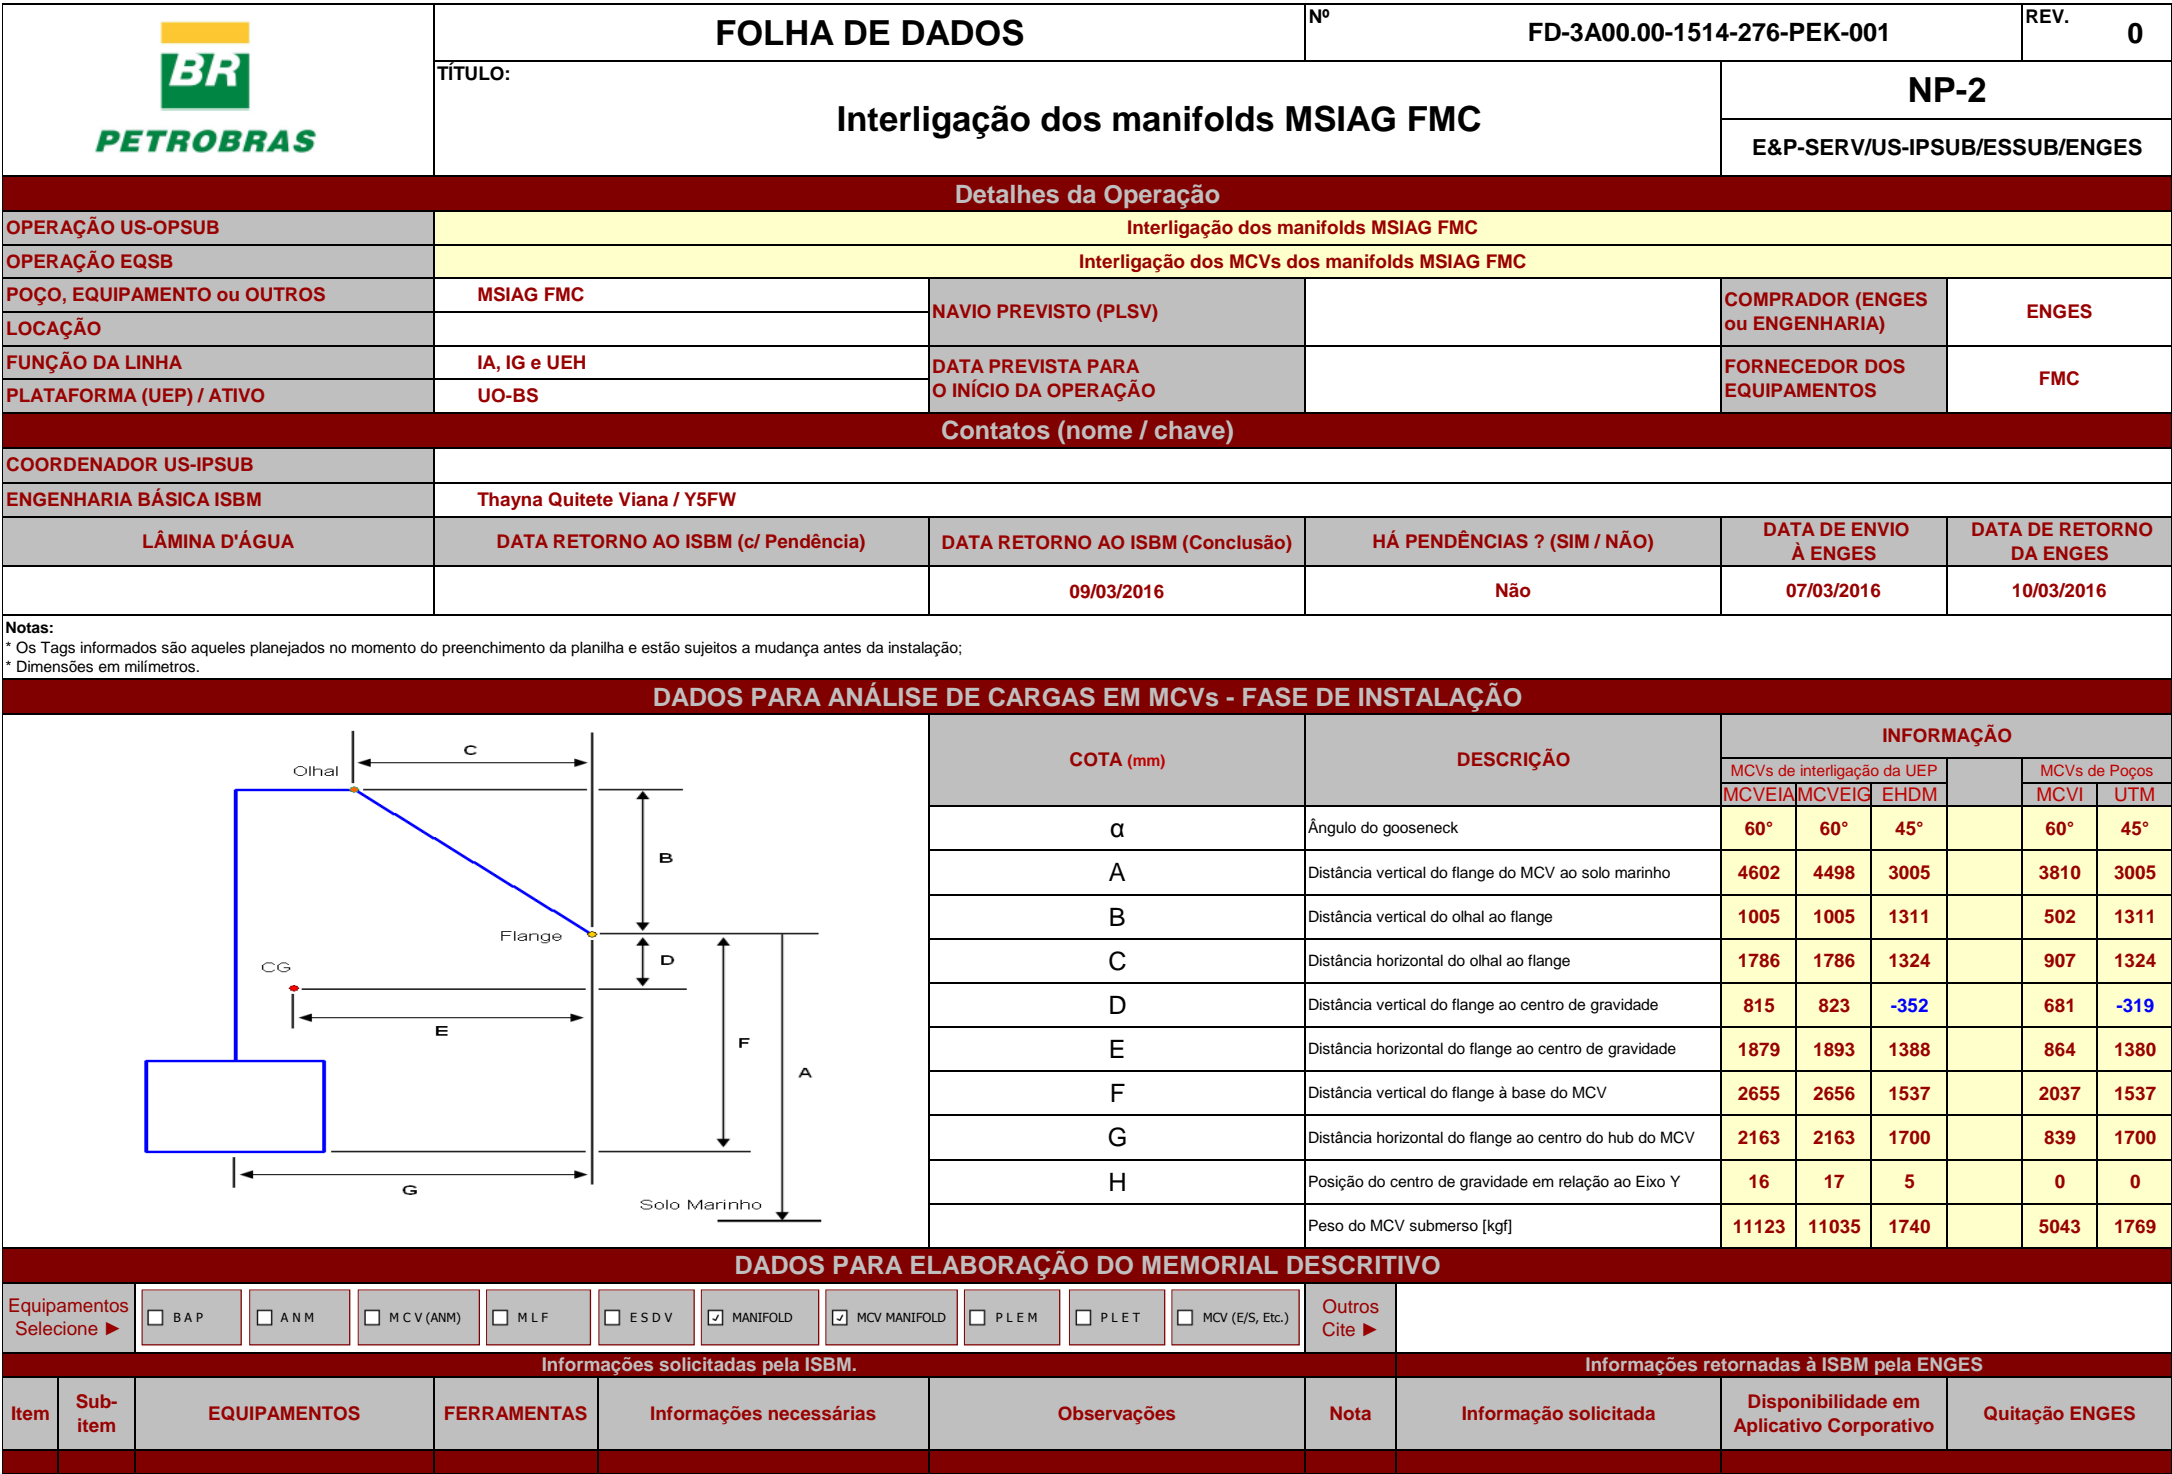 BR
PETROBRAS
FOLHA DE DADOS
Nº
FD-3A00.00-1514-276-PEK-001
REV.
0
TÍTULO:
Interligação dos manifolds MSIAG FMC
NP-2
E&P-SERV/US-IPSUB/ESSUB/ENGES
Detalhes da Operação
OPERAÇÃO US-OPSUB
Interligação dos manifolds MSIAG FMC
OPERAÇÃO EQSB
Interligação dos MCVs dos manifolds MSIAG FMC
POÇO, EQUIPAMENTO ou OUTROS
MSIAG FMC
NAVIO PREVISTO (PLSV)
COMPRADOR (ENGES
ou ENGENHARIA)
ENGES
LOCAÇÃO
FUNÇÃO DA LINHA
IA, IG e UEH
DATA PREVISTA PARA
O INÍCIO DA OPERAÇÃO
FORNECEDOR DOS
EQUIPAMENTOS
FMC
PLATAFORMA (UEP) / ATIVO
UO-BS
Contatos (nome / chave)
COORDENADOR US-IPSUB
ENGENHARIA BÁSICA ISBM
Thayna Quitete Viana / Y5FW
LÂMINA D'ÁGUA
DATA RETORNO AO ISBM (c/ Pendência)
DATA RETORNO AO ISBM (Conclusão)
HÁ PENDÊNCIAS ? (SIM / NÃO)
DATA DE ENVIO
À ENGES
DATA DE RETORNO
DA ENGES
09/03/2016
Não
07/03/2016
10/03/2016
Notas:
* Os Tags informados são aqueles planejados no momento do preenchimento da planilha e estão sujeitos a mudança antes da instalação;
* Dimensões em milímetros.
DADOS PARA ANÁLISE DE CARGAS EM MCVs - FASE DE INSTALAÇÃO
C
Olhal
B
Flange
D
CG
E
F
A
G
Solo Marinho
COTA (mm)
DESCRIÇÃO
INFORMAÇÃO
MCVs de interligação da UEP
MCVs de Poços
MCVEIA MCVEIG EHDM MCVI UTM
α Ângulo do gooseneck 60° 60° 45° 60° 45°
A Distância vertical do flange do MCV ao solo marinho 4602 4498 3005 3810 3005
B Distância vertical do olhal ao flange 1005 1005 1311 502 1311
C Distância horizontal do olhal ao flange 1786 1786 1324 907 1324
D Distância vertical do flange ao centro de gravidade 815 823 -352 681 -319
E Distância horizontal do flange ao centro de gravidade 1879 1893 1388 864 1380
F Distância vertical do flange à base do MCV 2655 2656 1537 2037 1537
G Distância horizontal do flange ao centro do hub do MCV 2163 2163 1700 839 1700
H Posição do centro de gravidade em relação ao Eixo Y 16 17 5 0 0
Peso do MCV submerso [kgf] 11123 11035 1740 5043 1769
DADOS PARA ELABORAÇÃO DO MEMORIAL DESCRITIVO
Equipamentos
Selecione ►
BAP
ANM
MCV (ANM)
MLF
ESDV
MANIFOLD
MCV MANIFOLD
PLEM
PLET
MCV (E/S, Etc.)
Outros
Cite ►
Informações solicitadas pela ISBM.
Informações retornadas à ISBM pela ENGES
Item
Sub-
item
EQUIPAMENTOS
FERRAMENTAS
Informações necessárias
Observações
Nota
Informação solicitada
Disponibilidade em
Aplicativo Corporativo
Quitação ENGES